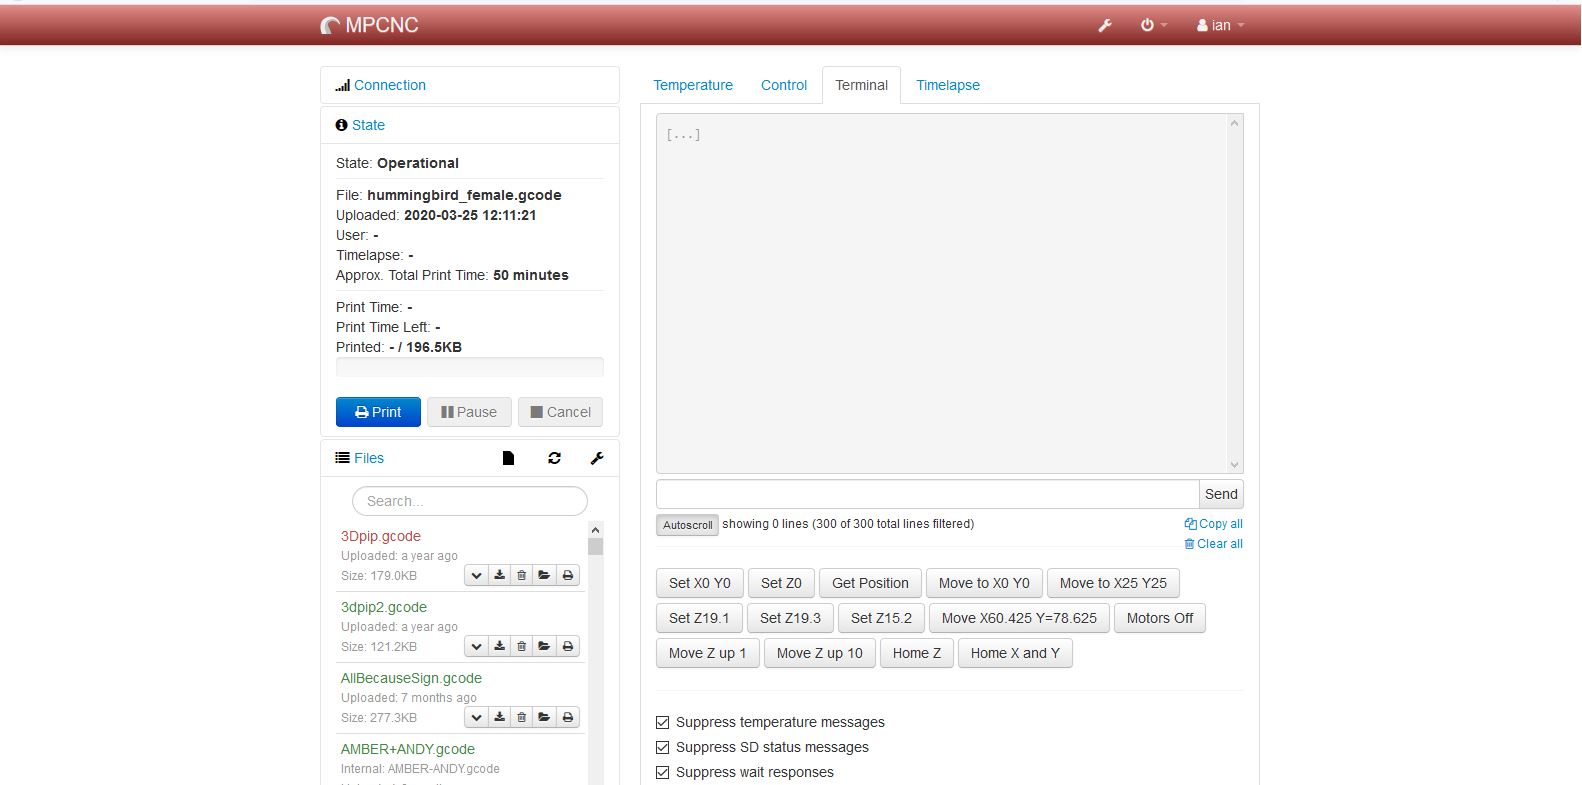 MPCNC
ian
Connection
State
State: Operational
File: hummingbird_female.gcode
Uploaded: 2020-03-25 12:11:21
User: -
Timelapse: -
Approx. Total Print Time: 50 minutes
Print Time: -
Print Time Left: -
Printed: - / 196.5KB
Print Pause Cancel
Files
Search...
3Dpip.gcode
Uploaded: a year ago
Size: 179.0KB
3dpip2.gcode
Uploaded: a year ago
Size: 121.2KB
AllBecauseSign.gcode
Uploaded: 7 months ago
Size: 277.3KB
AMBER+ANDY.gcode
Internal: AMBER-ANDY.gcode
Temperature Control Terminal Timelapse
[...]
Send
Autoscroll showing 0 lines (300 of 300 total lines filtered) Copy all
Clear all
Set X0 Y0 Set Z0 Get Position Move to X0 Y0 Move to X25 Y25
Set Z19.1 Set Z19.3 Set Z15.2 Move X60.425 Y=78.625 Motors Off
Move Z up 1 Move Z up 10 Home Z Home X and Y
Suppress temperature messages
Suppress SD status messages
Suppress wait responses